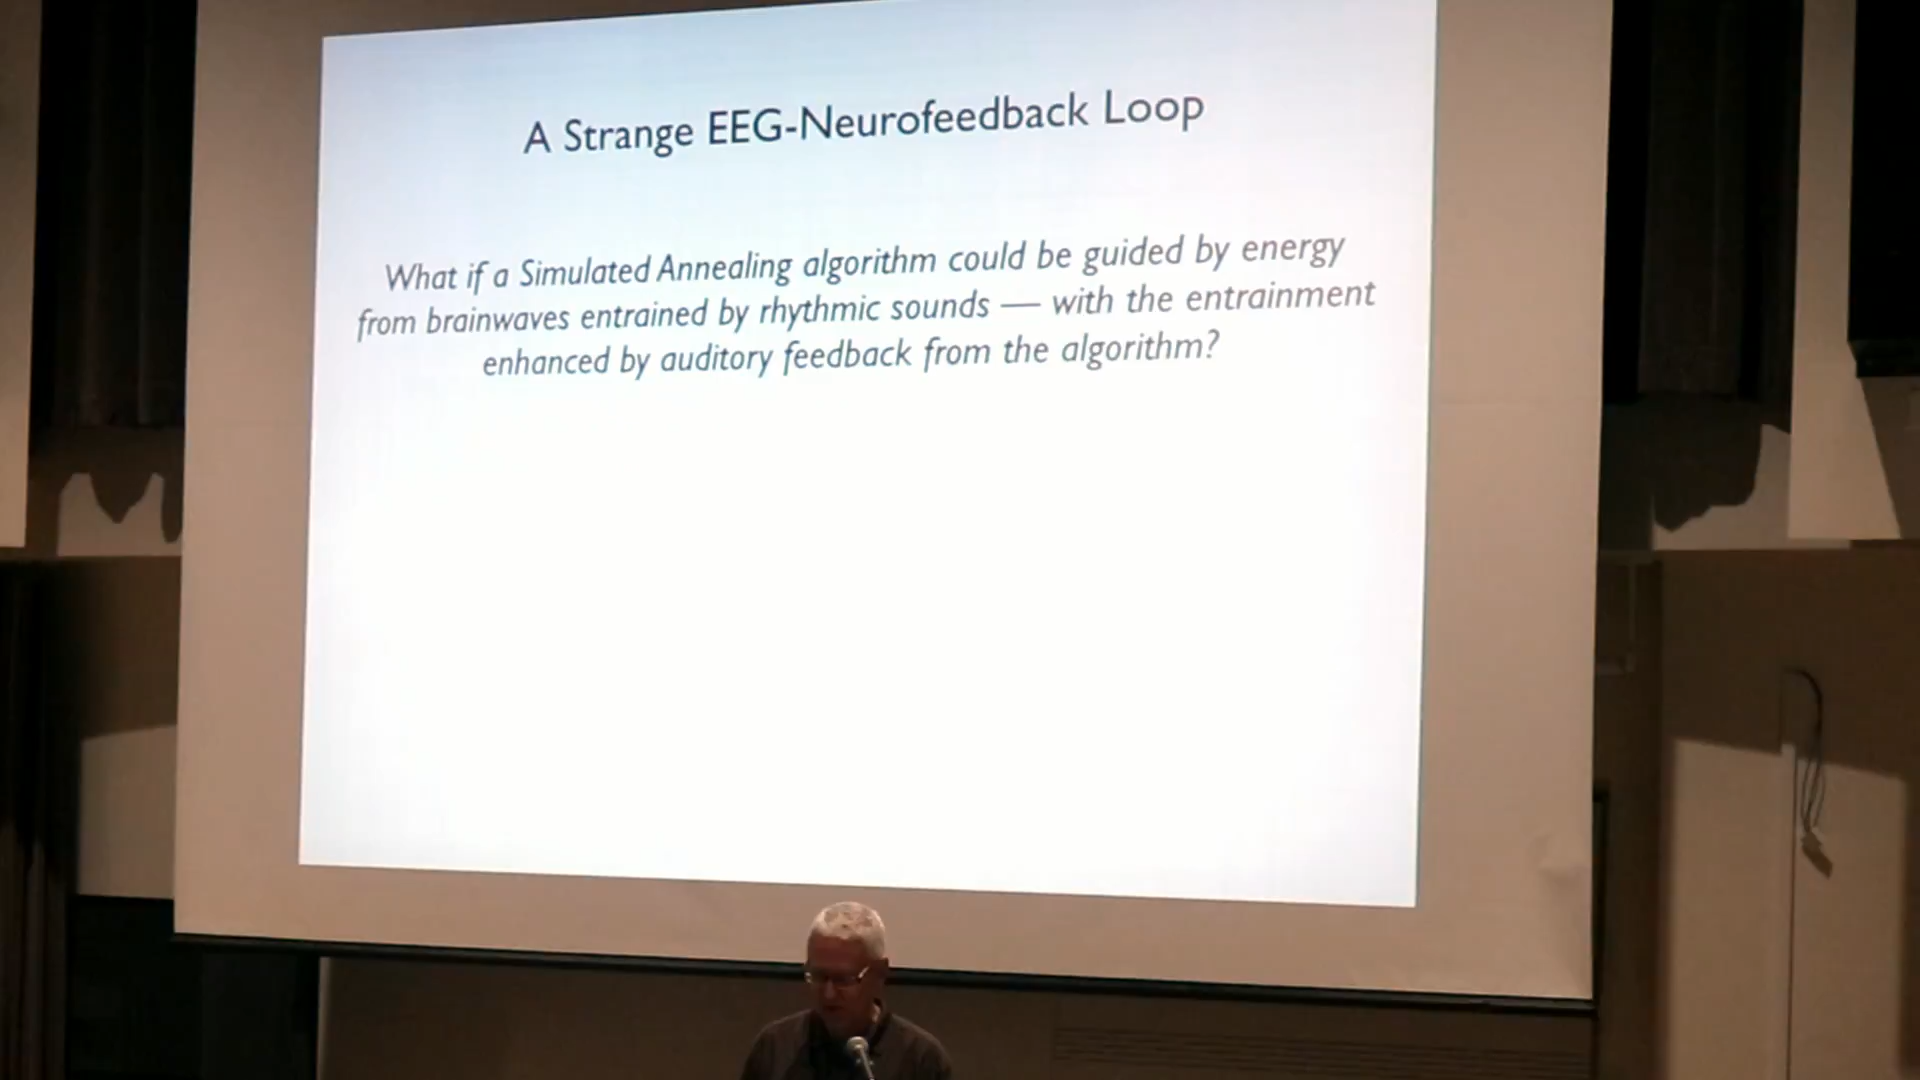 A Strange EEG-Neurofeedback Loop
What if a Simulated Annealing algorithm could be guided by energy
from brainwaves entrained by rhythmic sounds — with the entrainment
enhanced by auditory feedback from the algorithm?